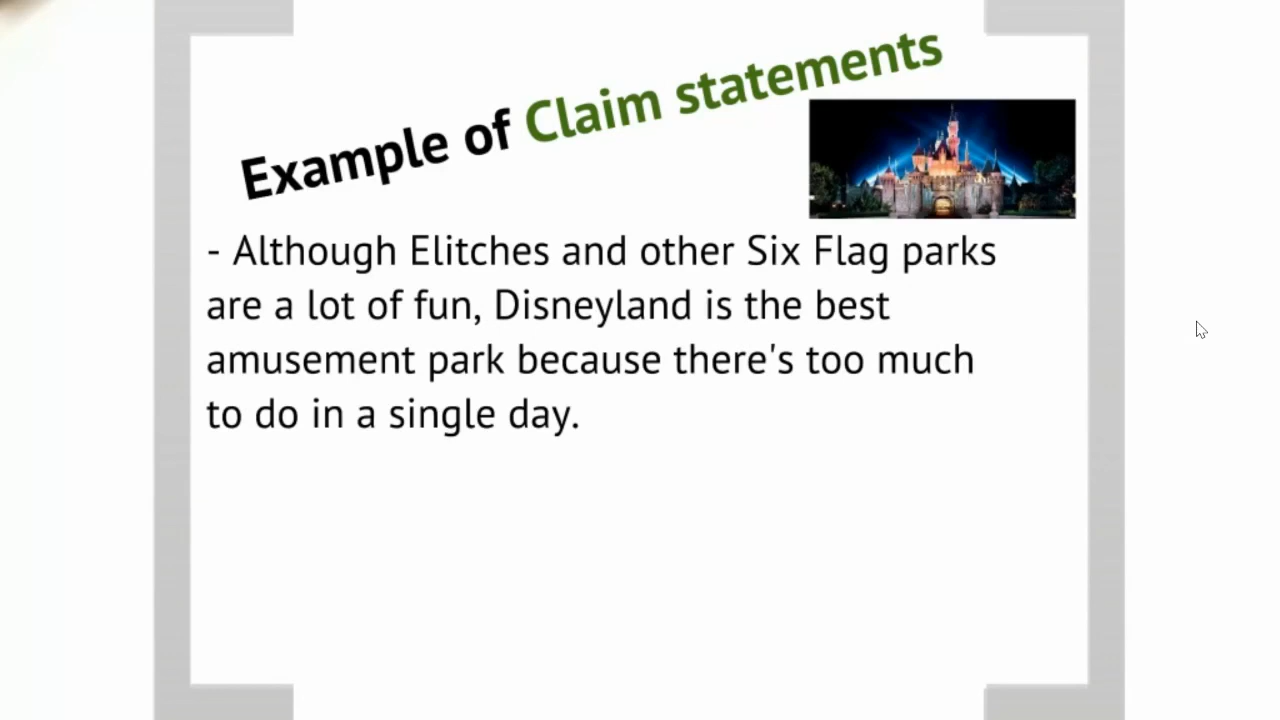 Example of Claim statements
- Although Elitches and other Six Flag parks
are a lot of fun, Disneyland is the best
amusement park because there's too much
to do in a single day.